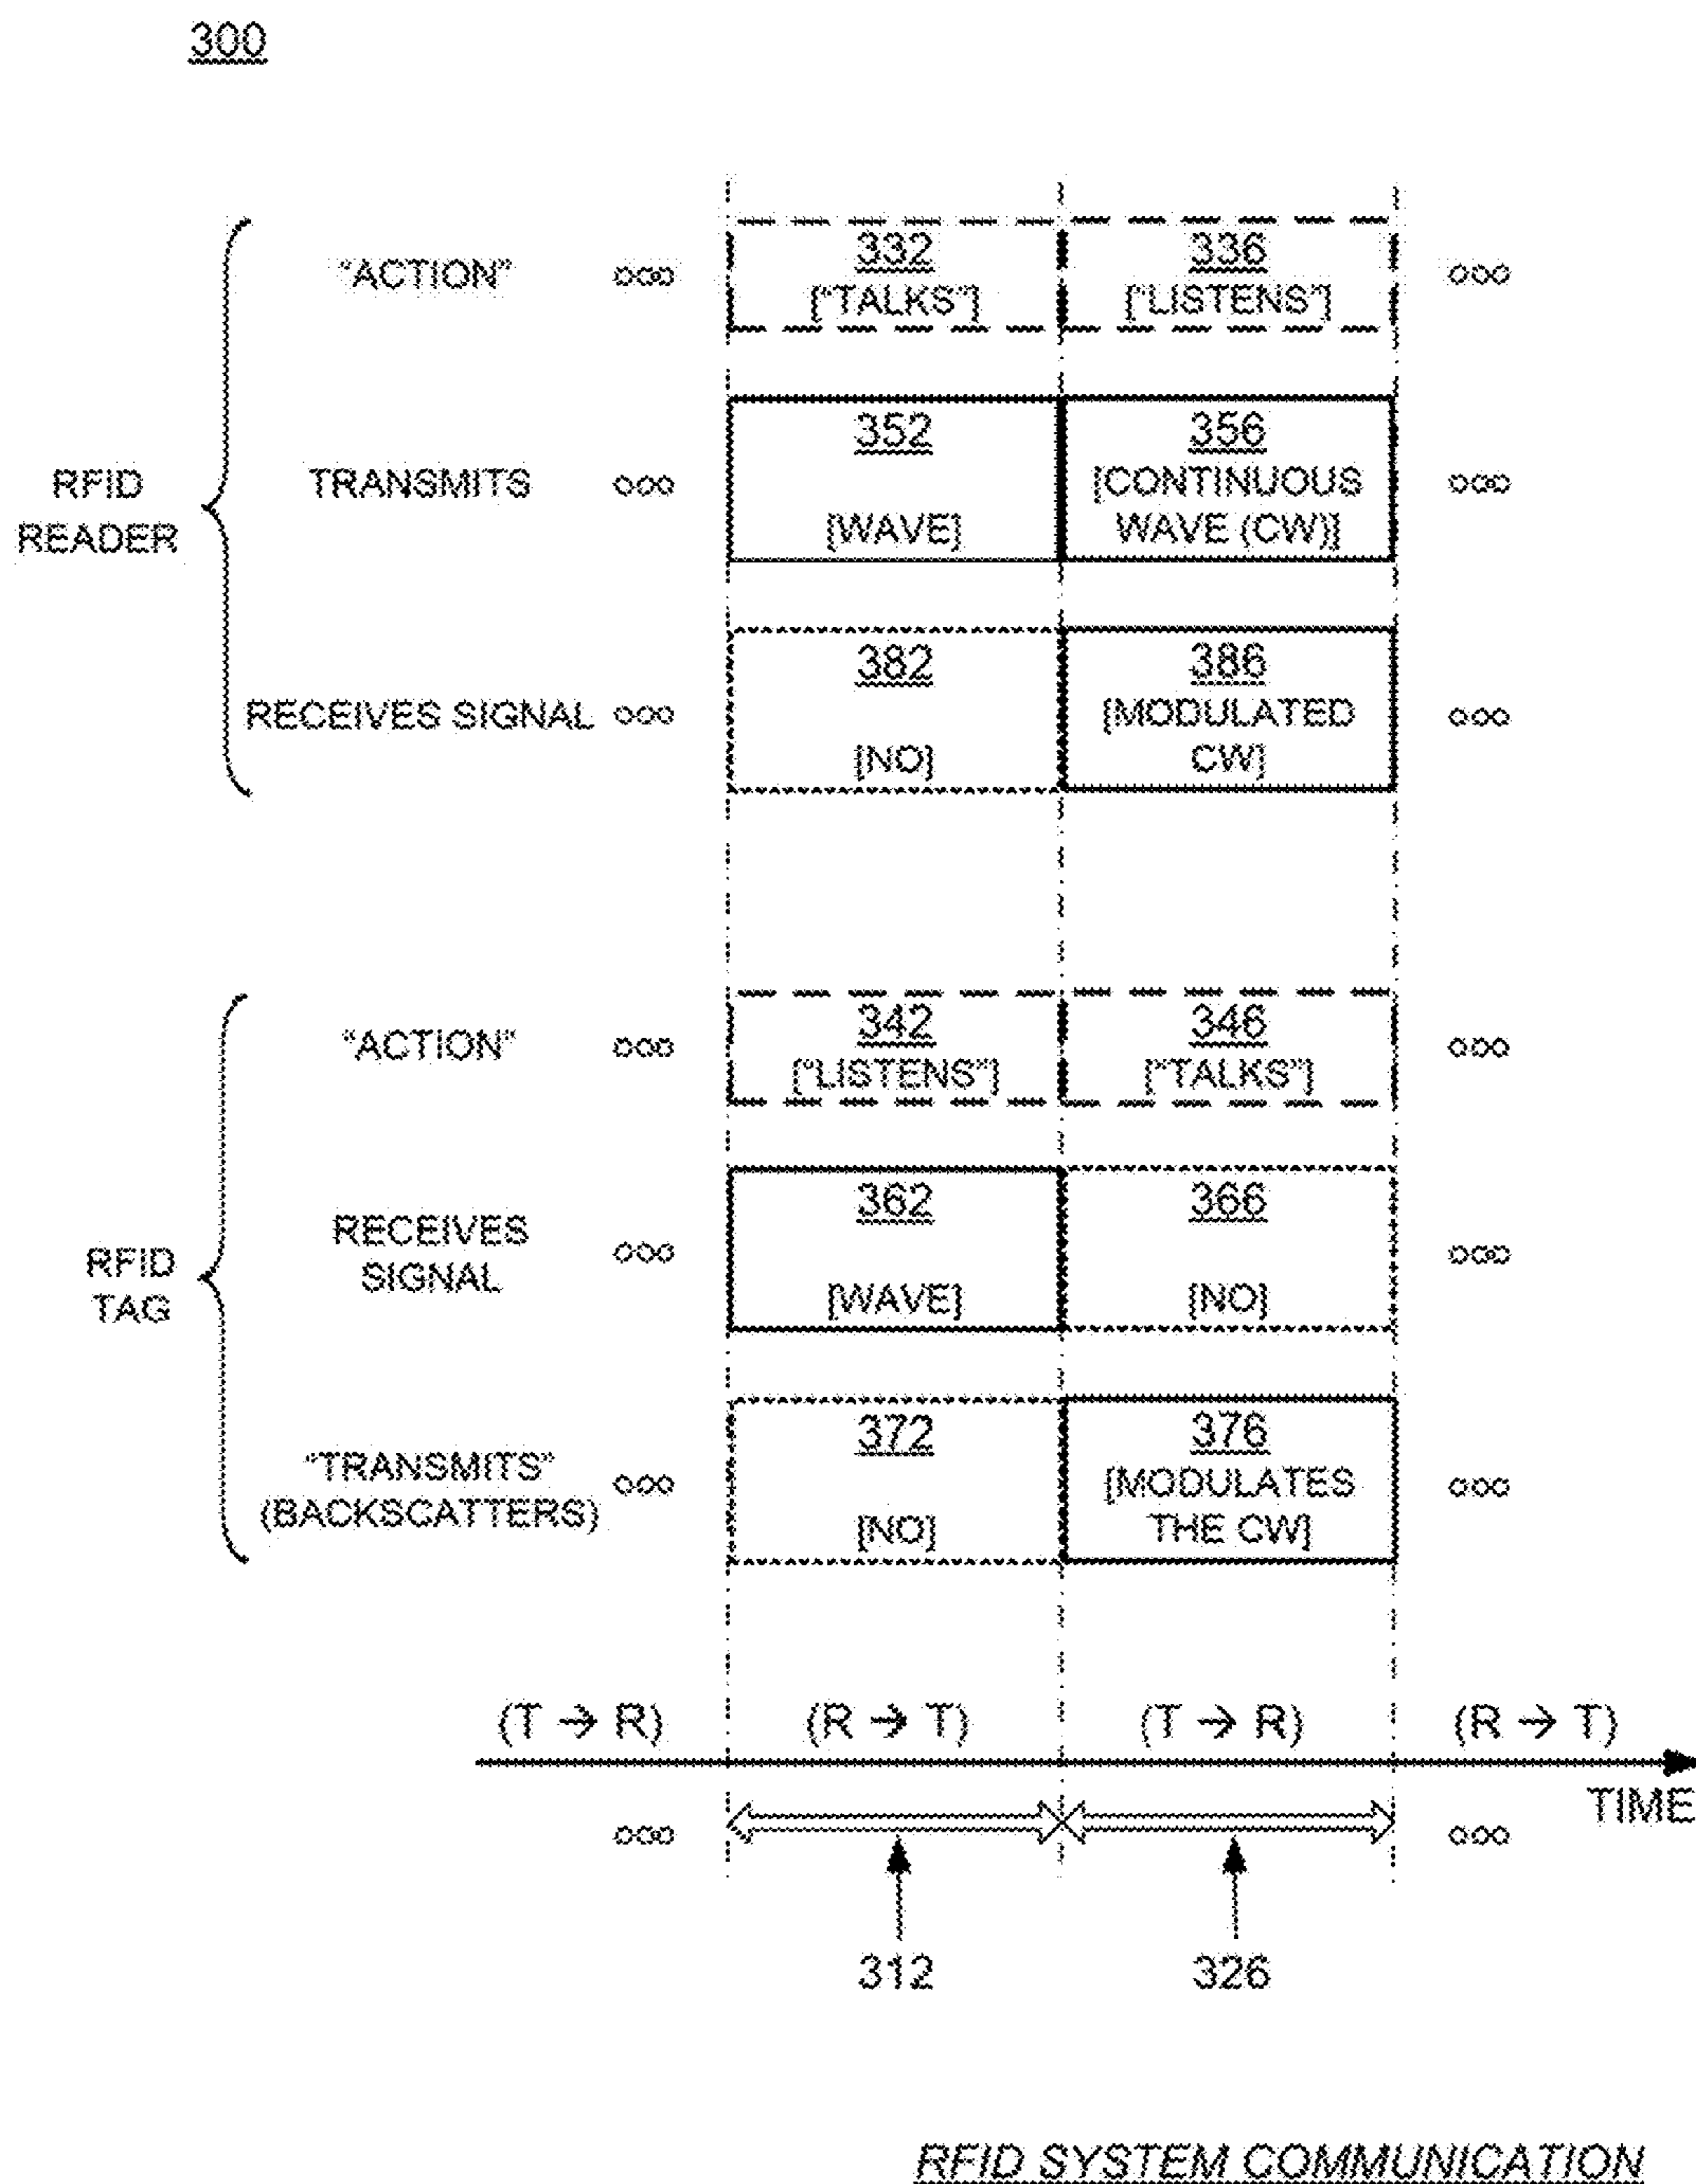 300
"ACTION"
332
["TALKS"]
336
["LISTENS"]
RFID
READER
TRANSMITS
352
[WAVE]
356
[CONTINUOUS
WAVE (CW)]
RECEIVES SIGNAL
382
[NO]
386
[MODULATED
CW]
"ACTION"
342
["LISTENS"]
346
["TALKS"]
RFID
TAG
RECEIVES
SIGNAL
362
[WAVE]
366
[NO]
"TRANSMITS"
(BACKSCATTERS)
372
[NO]
376
[MODULATES
THE CW]
(T → R) (R → T) (T → R) (R → T)
TIME
312
326
RFID SYSTEM COMMUNICATION